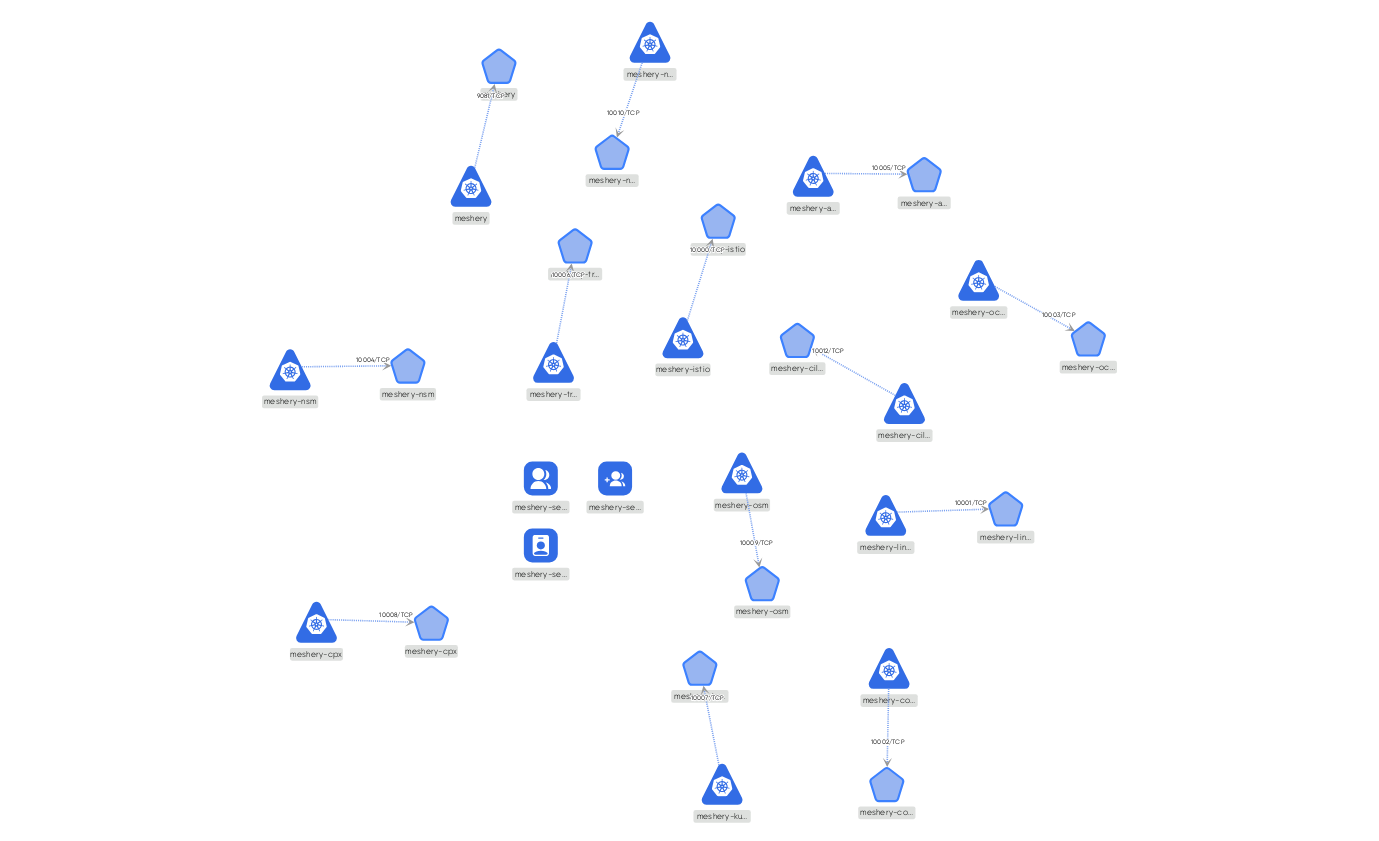 meshery-n...
9081/TCP
10010/TCP
10005/TCP
meshery-n...
meshery-a...
meshery-a...
meshery
10000/TCP
-istio
10006/TCP
-fr...
meshery-oc...
10003/TCP
10012/TCP
10004/TCP
meshery-istio
meshery-cil...
meshery-oc...
meshery-nsm
meshery-nsm
meshery-fr...
meshery-cil...
meshery-se...
meshery-se...
meshery-osm
10001/TCP
meshery-lin...
10009/TCP
meshery-lin...
meshery-se...
meshery-osm
10008/TCP
meshery-cpx
meshery-cpx
10007/TCP
meshery-co...
10002/TCP
meshery-ku...
meshery-co...